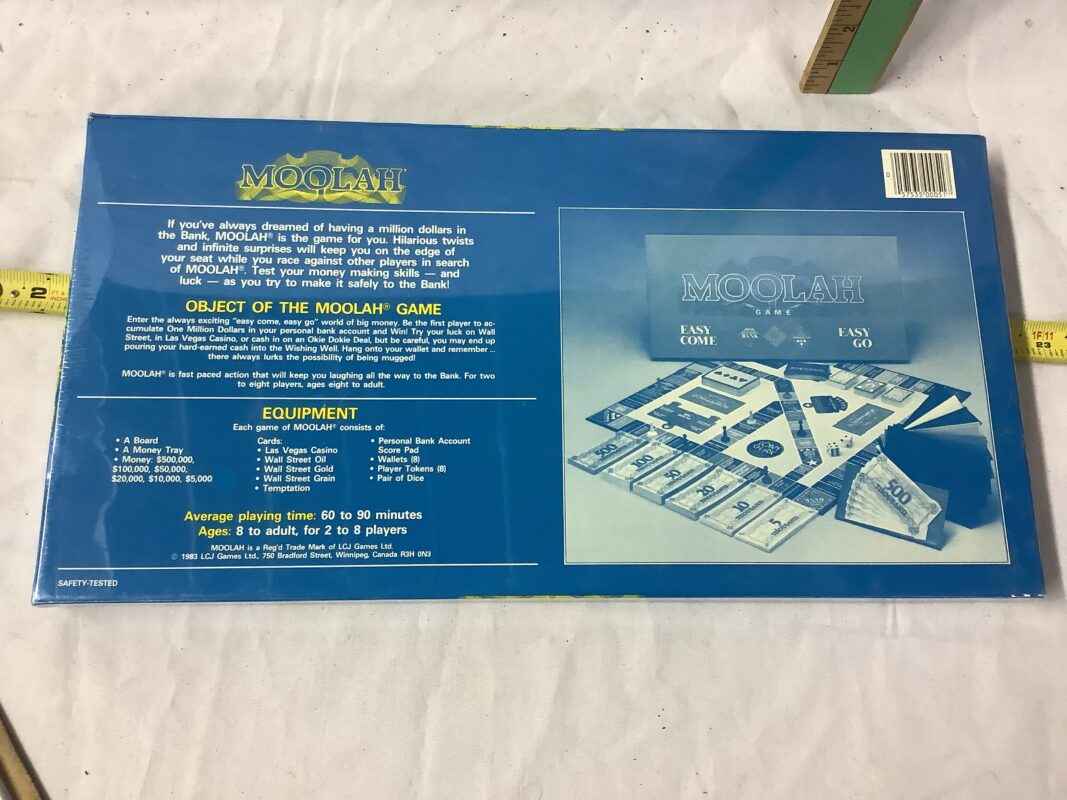 MOOLAH
If you've always dreamed of having a million dollars in
the Bank, MOOLAH® is the game for you. Hilarious twists
and infinite surprises will keep you on the edge of
your seat while you race against other players in search
of MOOLAH®. Test your money making skills — and
luck — as you try to make it safely to the Bank!
OBJECT OF THE MOOLAH® GAME
Enter the always exciting "easy come, easy go" world of big money. Be the first player to ac-
cumulate One Million Dollars in your personal bank account and Win! Try your luck on Wall
Street, in Las Vegas Casino, or cash in on an Okie Dokie Deal, but be careful, you may end up
pouring your hard-earned cash into the Wishing Well. Hang onto your wallet and remember ...
there always lurks the possibility of being mugged!
MOOLAH® is fast paced action that will keep you laughing all the way to the Bank. For two
to eight players, ages eight to adult.
EQUIPMENT
Each game of MOOLAH® consists of:
• A Board
• A Money Tray
• Money: $500,000,
$100,000, $50,000,
$20,000, $10,000, $5,000
Cards:
• Las Vegas Casino
• Wall Street Oil
• Wall Street Gold
• Wall Street Grain
• Temptation
• Personal Bank Account
Score Pad
• Wallets (8)
• Player Tokens (8)
• Pair of Dice
Average playing time: 60 to 90 minutes
Ages: 8 to adult, for 2 to 8 players
MOOLAH is a Reg'd Trade Mark of LCJ Games Ltd.
© 1983 LCJ Games Ltd., 750 Bradford Street, Winnipeg, Canada R3H 0N3
SAFETY-TESTED
MOOLAH
GAME
EASY
COME
EASY
GO
500
100
50
20
10
5
500
2
2
1
1F11
23